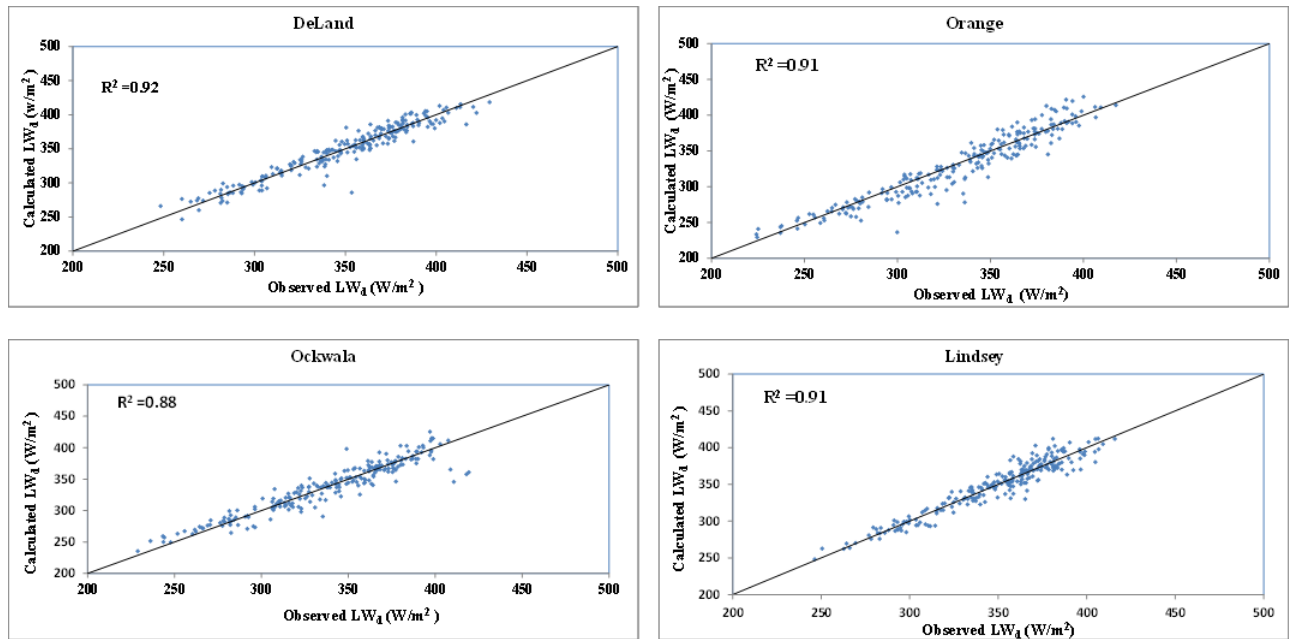 DeLand
500
450
400
350
300
250
200
R² =0.92
Calculated LWd (w/m²)
200 250 300 350 400 450 500
Observed LWd (W/m²)
Orange
500
450
400
350
300
250
200
R² =0.91
Calculated LWd (W/m²)
200 250 300 350 400 450 500
Observed LWd (W/m²)
Ockwala
500
450
400
350
300
250
200
R² =0.88
Calculated LWd (W/m²)
200 250 300 350 400 450 500
Observed LWd (W/m²)
Lindsey
500
450
400
350
300
250
200
R² =0.91
Calculated LWd (W/m²)
200 250 300 350 400 450 500
Observed LWd (W/m²)